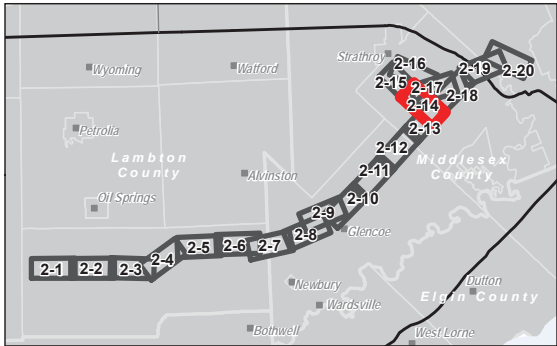 Strathroy
2-16
2-19
2-20
Wyoming
Watford
2-15
2-17
2-18
2-14
Petrolia
2-13
Lambton
County
2-12
Middlesex
County
2-11
Alvinston
Oil Springs
2-10
2-9
2-8
Glencoe
2-5
2-6
2-7
2-4
2-1
2-2
2-3
Newbury
Dutton
Wardsville
Elgin County
Bothwell
West Lorne